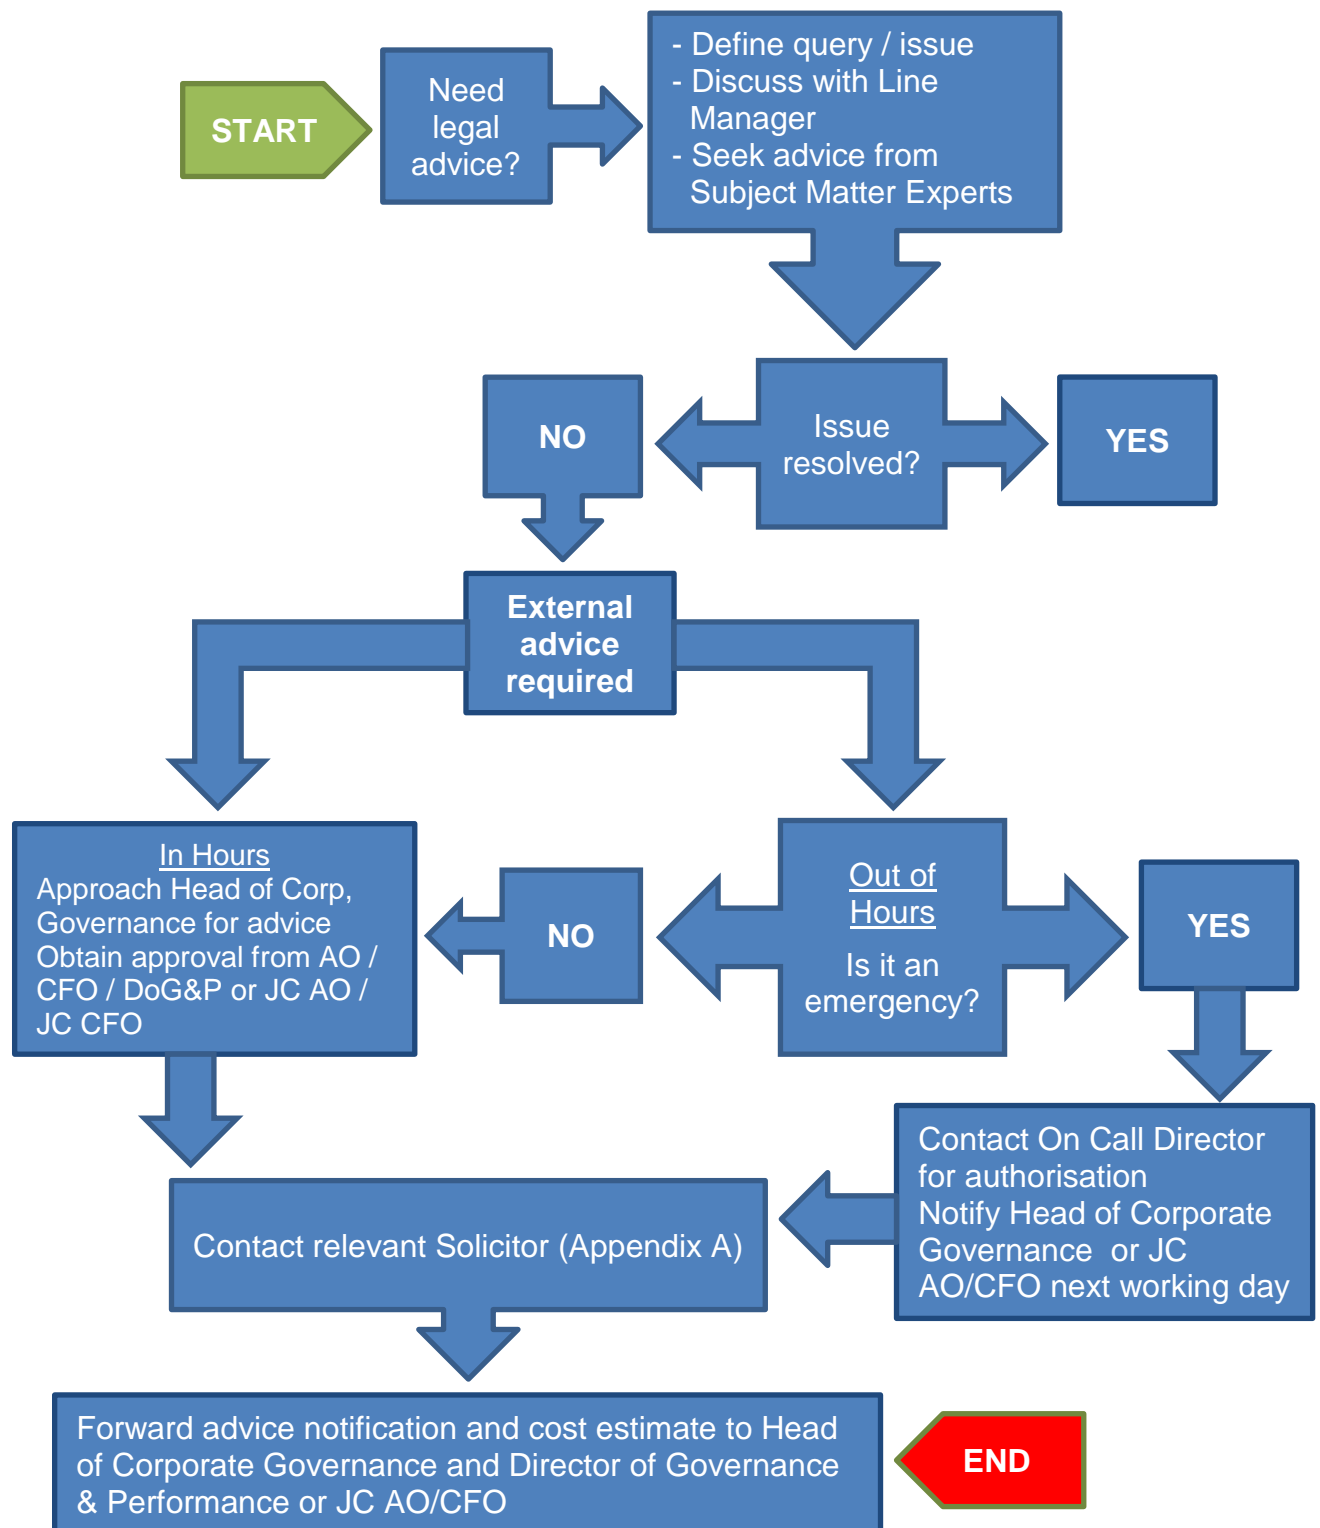 START
Need
legal
advice?
- Define query / issue
- Discuss with Line
Manager
- Seek advice from
Subject Matter Experts
NO
Issue
resolved?
YES
External
advice
required
In Hours
Approach Head of Corp,
Governance for advice
Obtain approval from AO /
CFO / DoG&P or JC AO /
JC CFO
NO
Out of
Hours
Is it an
emergency?
YES
Contact On Call Director
for authorisation
Notify Head of Corporate
Governance or JC
AO/CFO next working day
Contact relevant Solicitor (Appendix A)
Forward advice notification and cost estimate to Head
of Corporate Governance and Director of Governance
& Performance or JC AO/CFO
END